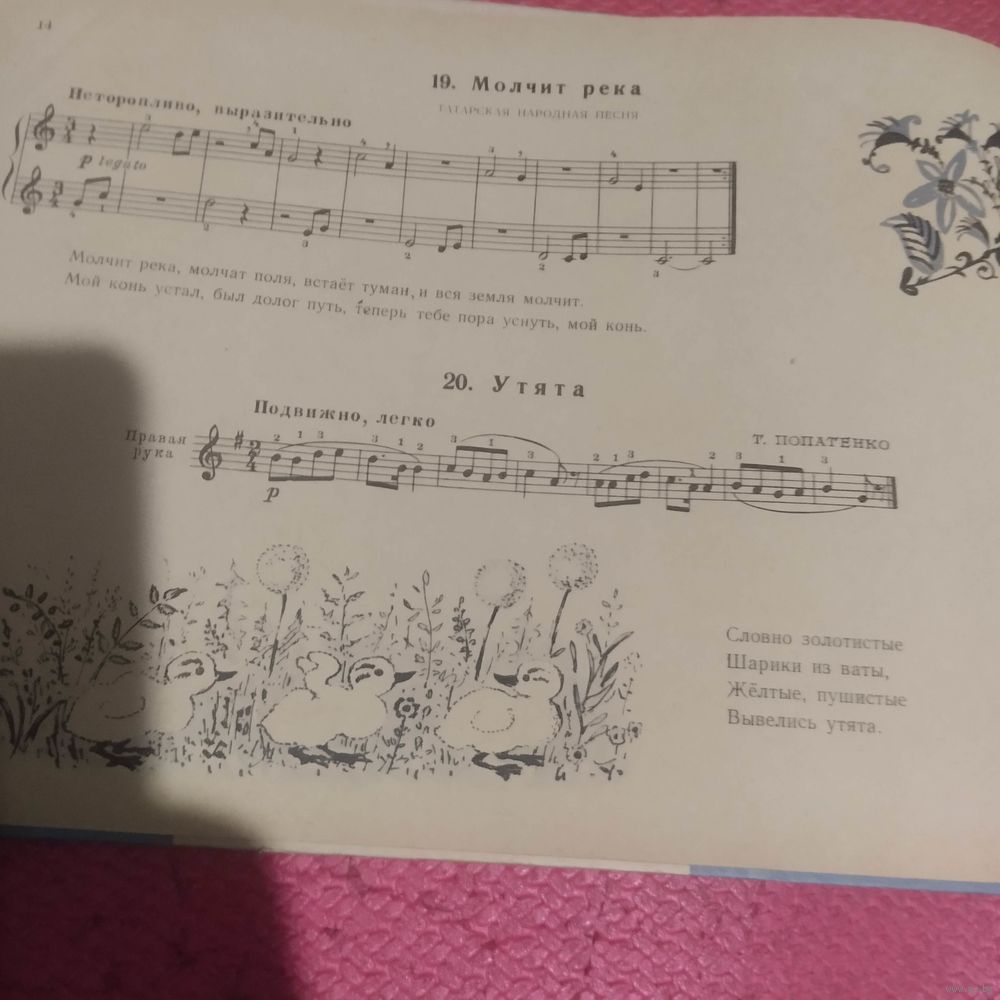 14
19. Молчит река
ТАТАРСКАЯ НАРОДНАЯ ПЕСНЯ
Неторопливо, выразительно
p legato
Молчит река, молчат поля, встаёт туман, и вся земля молчит.
Мой конь устал, был долог путь, теперь тебе пора уснуть, мой конь.
20. Утята
Подвижно, легко
Т. ПОПАТЕНКО
Правая
рука
p
Словно золотистые
Шарики из ваты,
Жёлтые, пушистые
Вывелись утята.